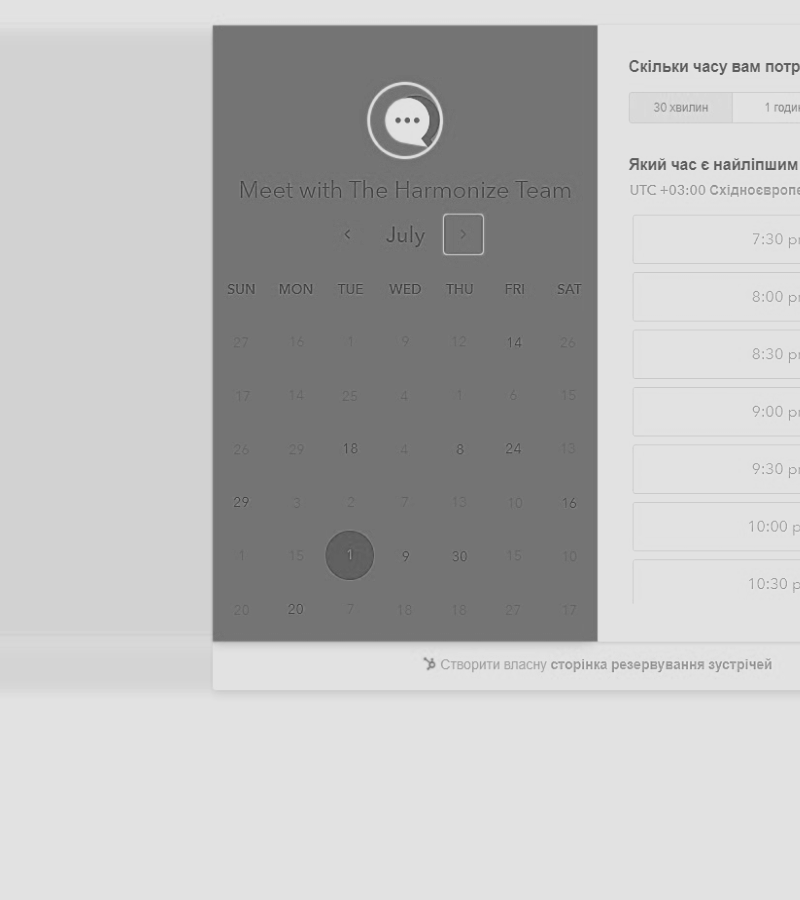 Meet with The Harmonize Team
July
SUN MON TUE WED THU FRI SAT
27 16 1 9 12 14 26
17 14 25 4 1 6 15
26 29 18 4 8 24 13
29 3 2 7 13 10 16
1 15 1 9 30 15 10
20 20 7 18 18 27 17
Скільки часу вам потр
30 хвилин 1 годи
Який час є найліпшим
UTC +03:00 Східноєвропе
7:30 p
8:00 p
8:30 p
9:00 p
9:30 p
10:00 p
10:30 p
Створити власну сторінка резервування зустрічей